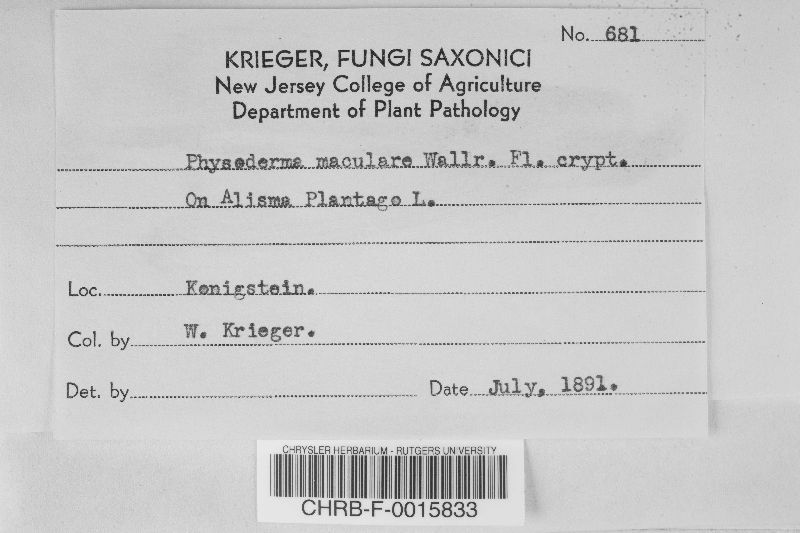 No. 681
KRIEGER, FUNGI SAXONICI
New Jersey College of Agriculture
Department of Plant Pathology
Physoderma maculare Wallr. Fl. crypt.
On Alisma Plantago L.
Loc. Konigstein.
Col. by W. Krieger.
Det. by
Date July, 1891.
CHRYSLER HERBARIUM - RUTGERS UNIVERSITY
CHRB-F-0015833